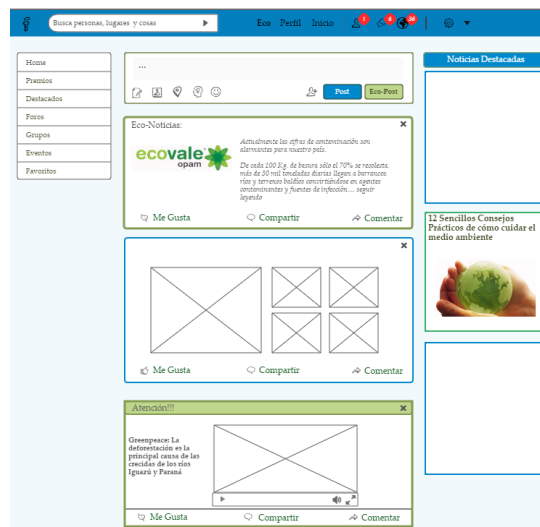 Busca personas, lugares y cosas
Eco Perfil Inicio
1
4
36
Home
Premios
Destacados
Foros
Grupos
Eventos
Favoritos
...
Post
Eco-Post
Eco-Noticias:
ecovale
opam
Actualmente las cifras de contaminación son
alarmantes para nuestro país.
De cada 100 Kg. de basura sólo el 70% se recolecta,
más de 30 mil toneladas diarias llegan a barrancos,
ríos y terrenos baldíos convirtiéndose en agentes
contaminantes y fuentes de infección.... seguir
leyendo
Me Gusta
Compartir
Comentar
Me Gusta
Compartir
Comentar
Atención!!!
Greenpeace: La
deforestación es la
principal causa de las
crecidas de los ríos
Iguazú y Paraná
Me Gusta
Compartir
Comentar
Noticias Destacadas
12 Sencillos Consejos
Prácticos de cómo cuidar el
medio ambiente